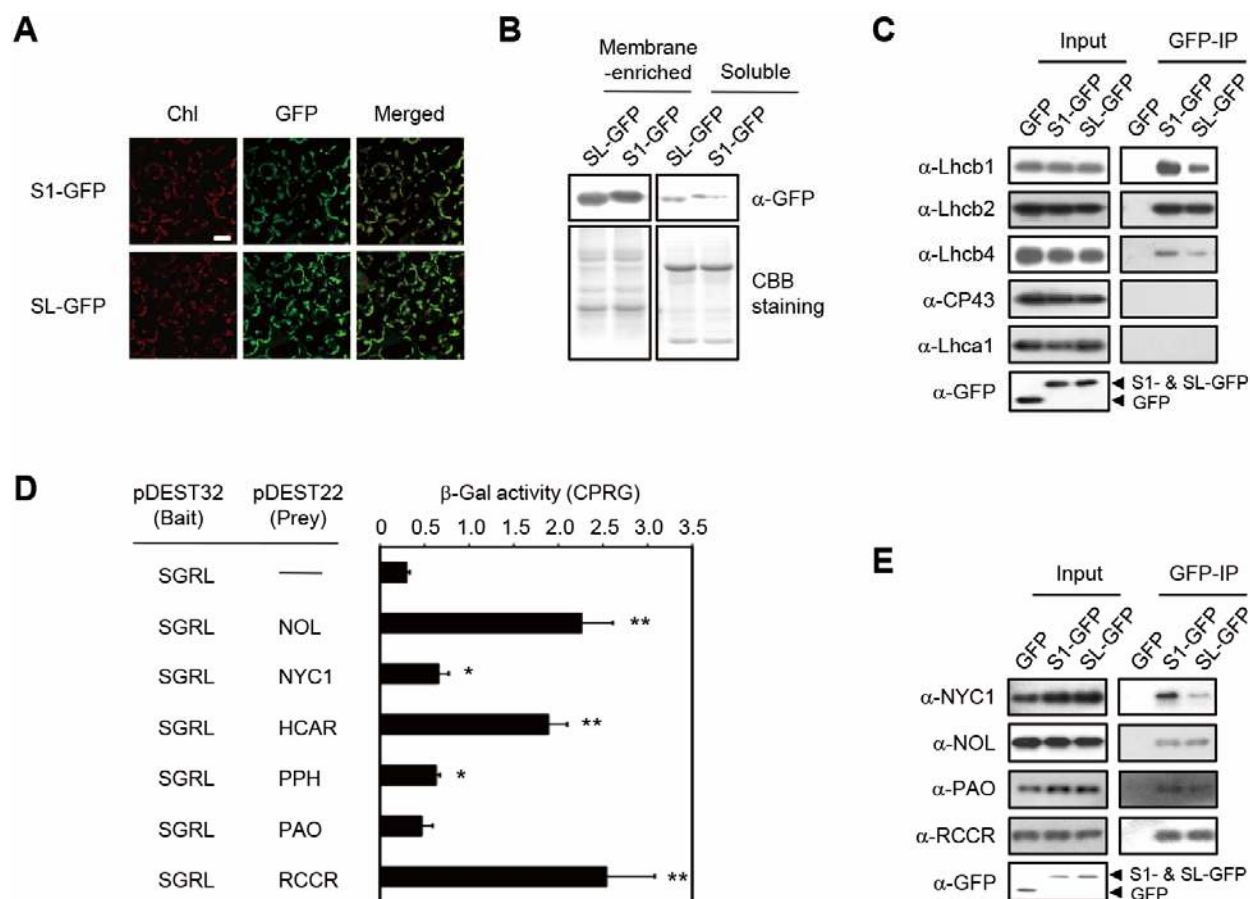 A
Chl GFP Merged
S1-GFP
SL-GFP
B
Membrane
-enriched Soluble
SL-GFP S1-GFP SL-GFP S1-GFP
α-GFP
CBB
staining
C
Input GFP-IP
GFP S1-GFP SL-GFP GFP S1-GFP SL-GFP
α-Lhcb1
α-Lhcb2
α-Lhcb4
α-CP43
α-Lhca1
α-GFP
S1- & SL-GFP
GFP
D
pDEST32 pDEST22 β-Gal activity (CPRG)
(Bait) (Prey)
0 0.5 1.0 1.5 2.0 2.5 3.0 3.5
SGRL —
SGRL NOL **
SGRL NYC1 *
SGRL HCAR **
SGRL PPH *
SGRL PAO
SGRL RCCR **
E
Input GFP-IP
GFP S1-GFP SL-GFP GFP S1-GFP SL-GFP
α-NYC1
α-NOL
α-PAO
α-RCCR
α-GFP
S1- & SL-GFP
GFP